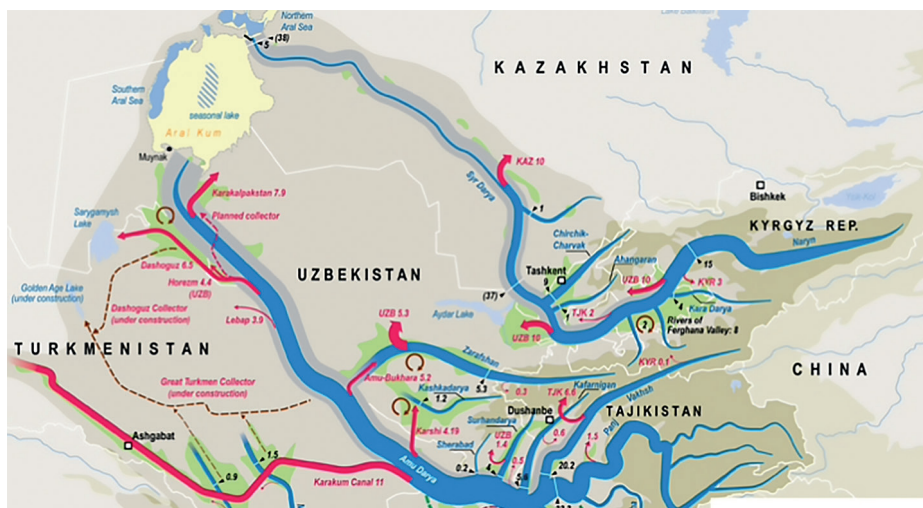 Northern
Aral Sea
(38)
5
KAZAKHSTAN
Southern
Aral Sea
seasonal lake
Aral Kum
Muynak
KAZ 10
Syr Darya
Karakalpakstan 7.9
Planned collector
1
Bishkek
Sarygamysh
Lake
Chirchik-
Charvak
KYRGYZ REP.
Naryn
Ahangaran
Dashoguz 6.5
UZBEKISTAN
Tashkent
9
UZB 10
15
KYR 3
Horezm 4.4
(UZB)
Golden Age Lake
(under construction)
(37)
TJK 2
4
Kara Darya
Dashoguz Collector
(under construction)
Lebap 3.9
UZB 5.3
Aydar Lake
UZB 10
2
Rivers of
Ferghana Valley: 8
TURKMENISTAN
Zarafshan
KYR 0.1
CHINA
Great Turkmen Collector
(under construction)
Amu-Bukhara 5.2
Kashkadarya
1.2
5.3
0.3
Kafarnigan
TJK 6.6
Vakhsh
Surhandarya
Dushanbe
TAJIKISTAN
Panj
Ashgabat
Karshi 4.19
Sherabad
UZB
1.4
0.6
1.5
1.5
0.9
Amu Darya
0.2
4
0.5
20.2
Karakum Canal 11
5.6